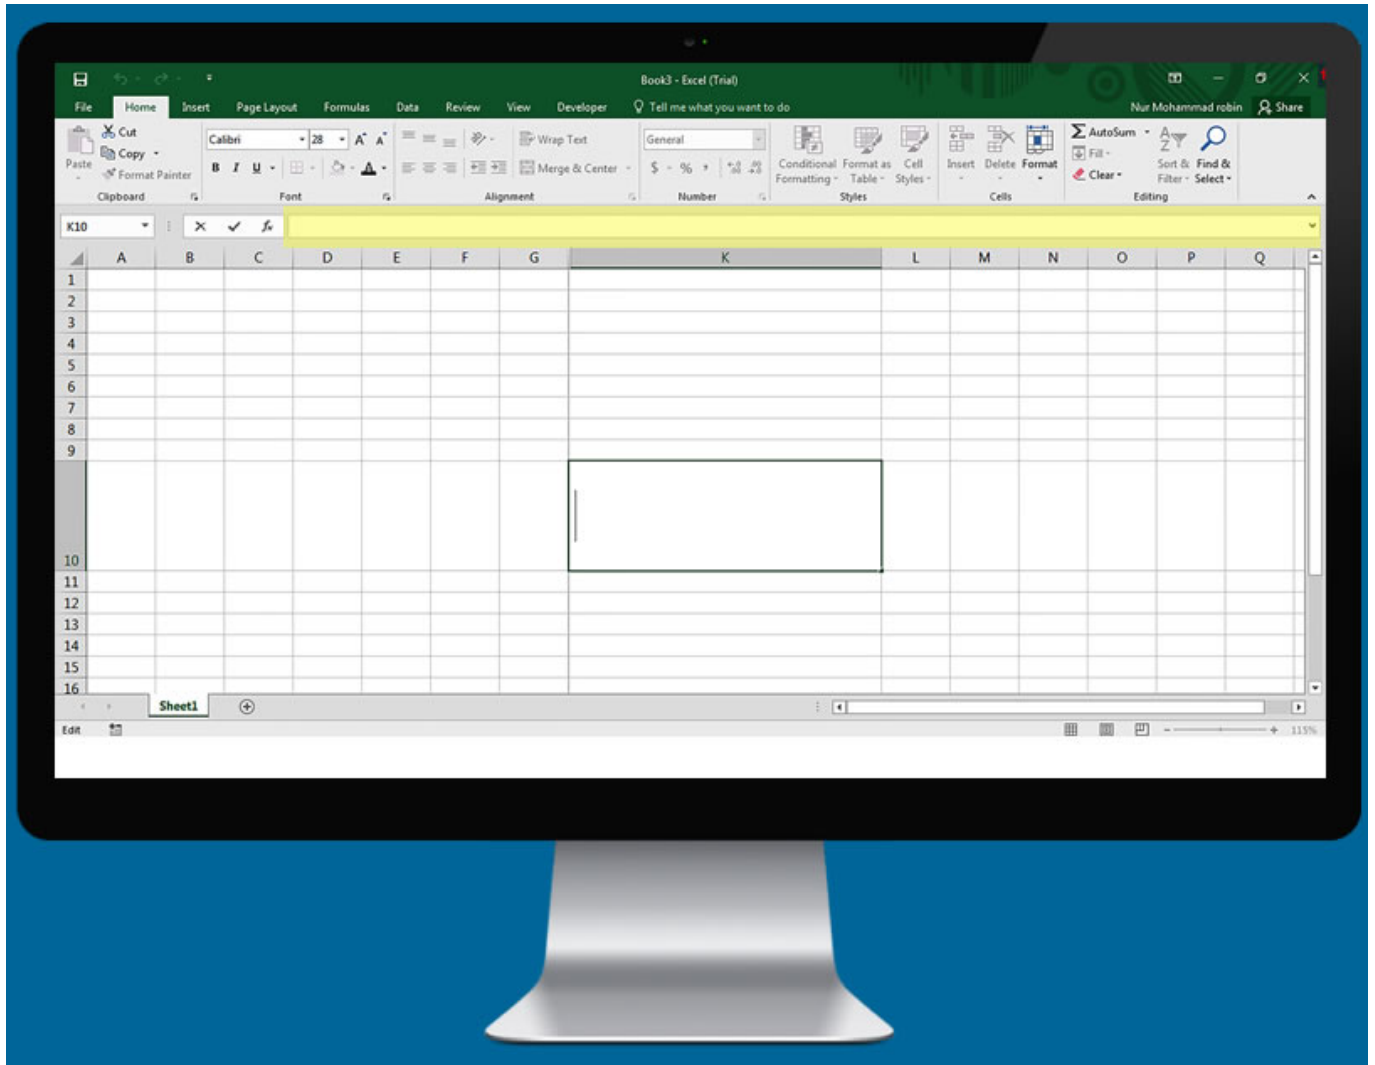 Book3 - Excel (Trial)
File Home Insert Page Layout Formulas Data Review View Developer Tell me what you want to do Nur Mohammad robin Share
Cut Calibri 28 A A Wrap Text General AutoSum A
Z
Paste Copy Fill
Format Painter B I U A Merge & Center $ % , Conditional Formatting Format as Table Cell Styles Insert Delete Format Clear Sort & Filter Find & Select
Clipboard Font Alignment Number Styles Cells Editing
K10 fx
A B C D E F G K L M N O P Q
1
2
3
4
5
6
7
8
9
10
11
12
13
14
15
16
Sheet1
Edit 115%